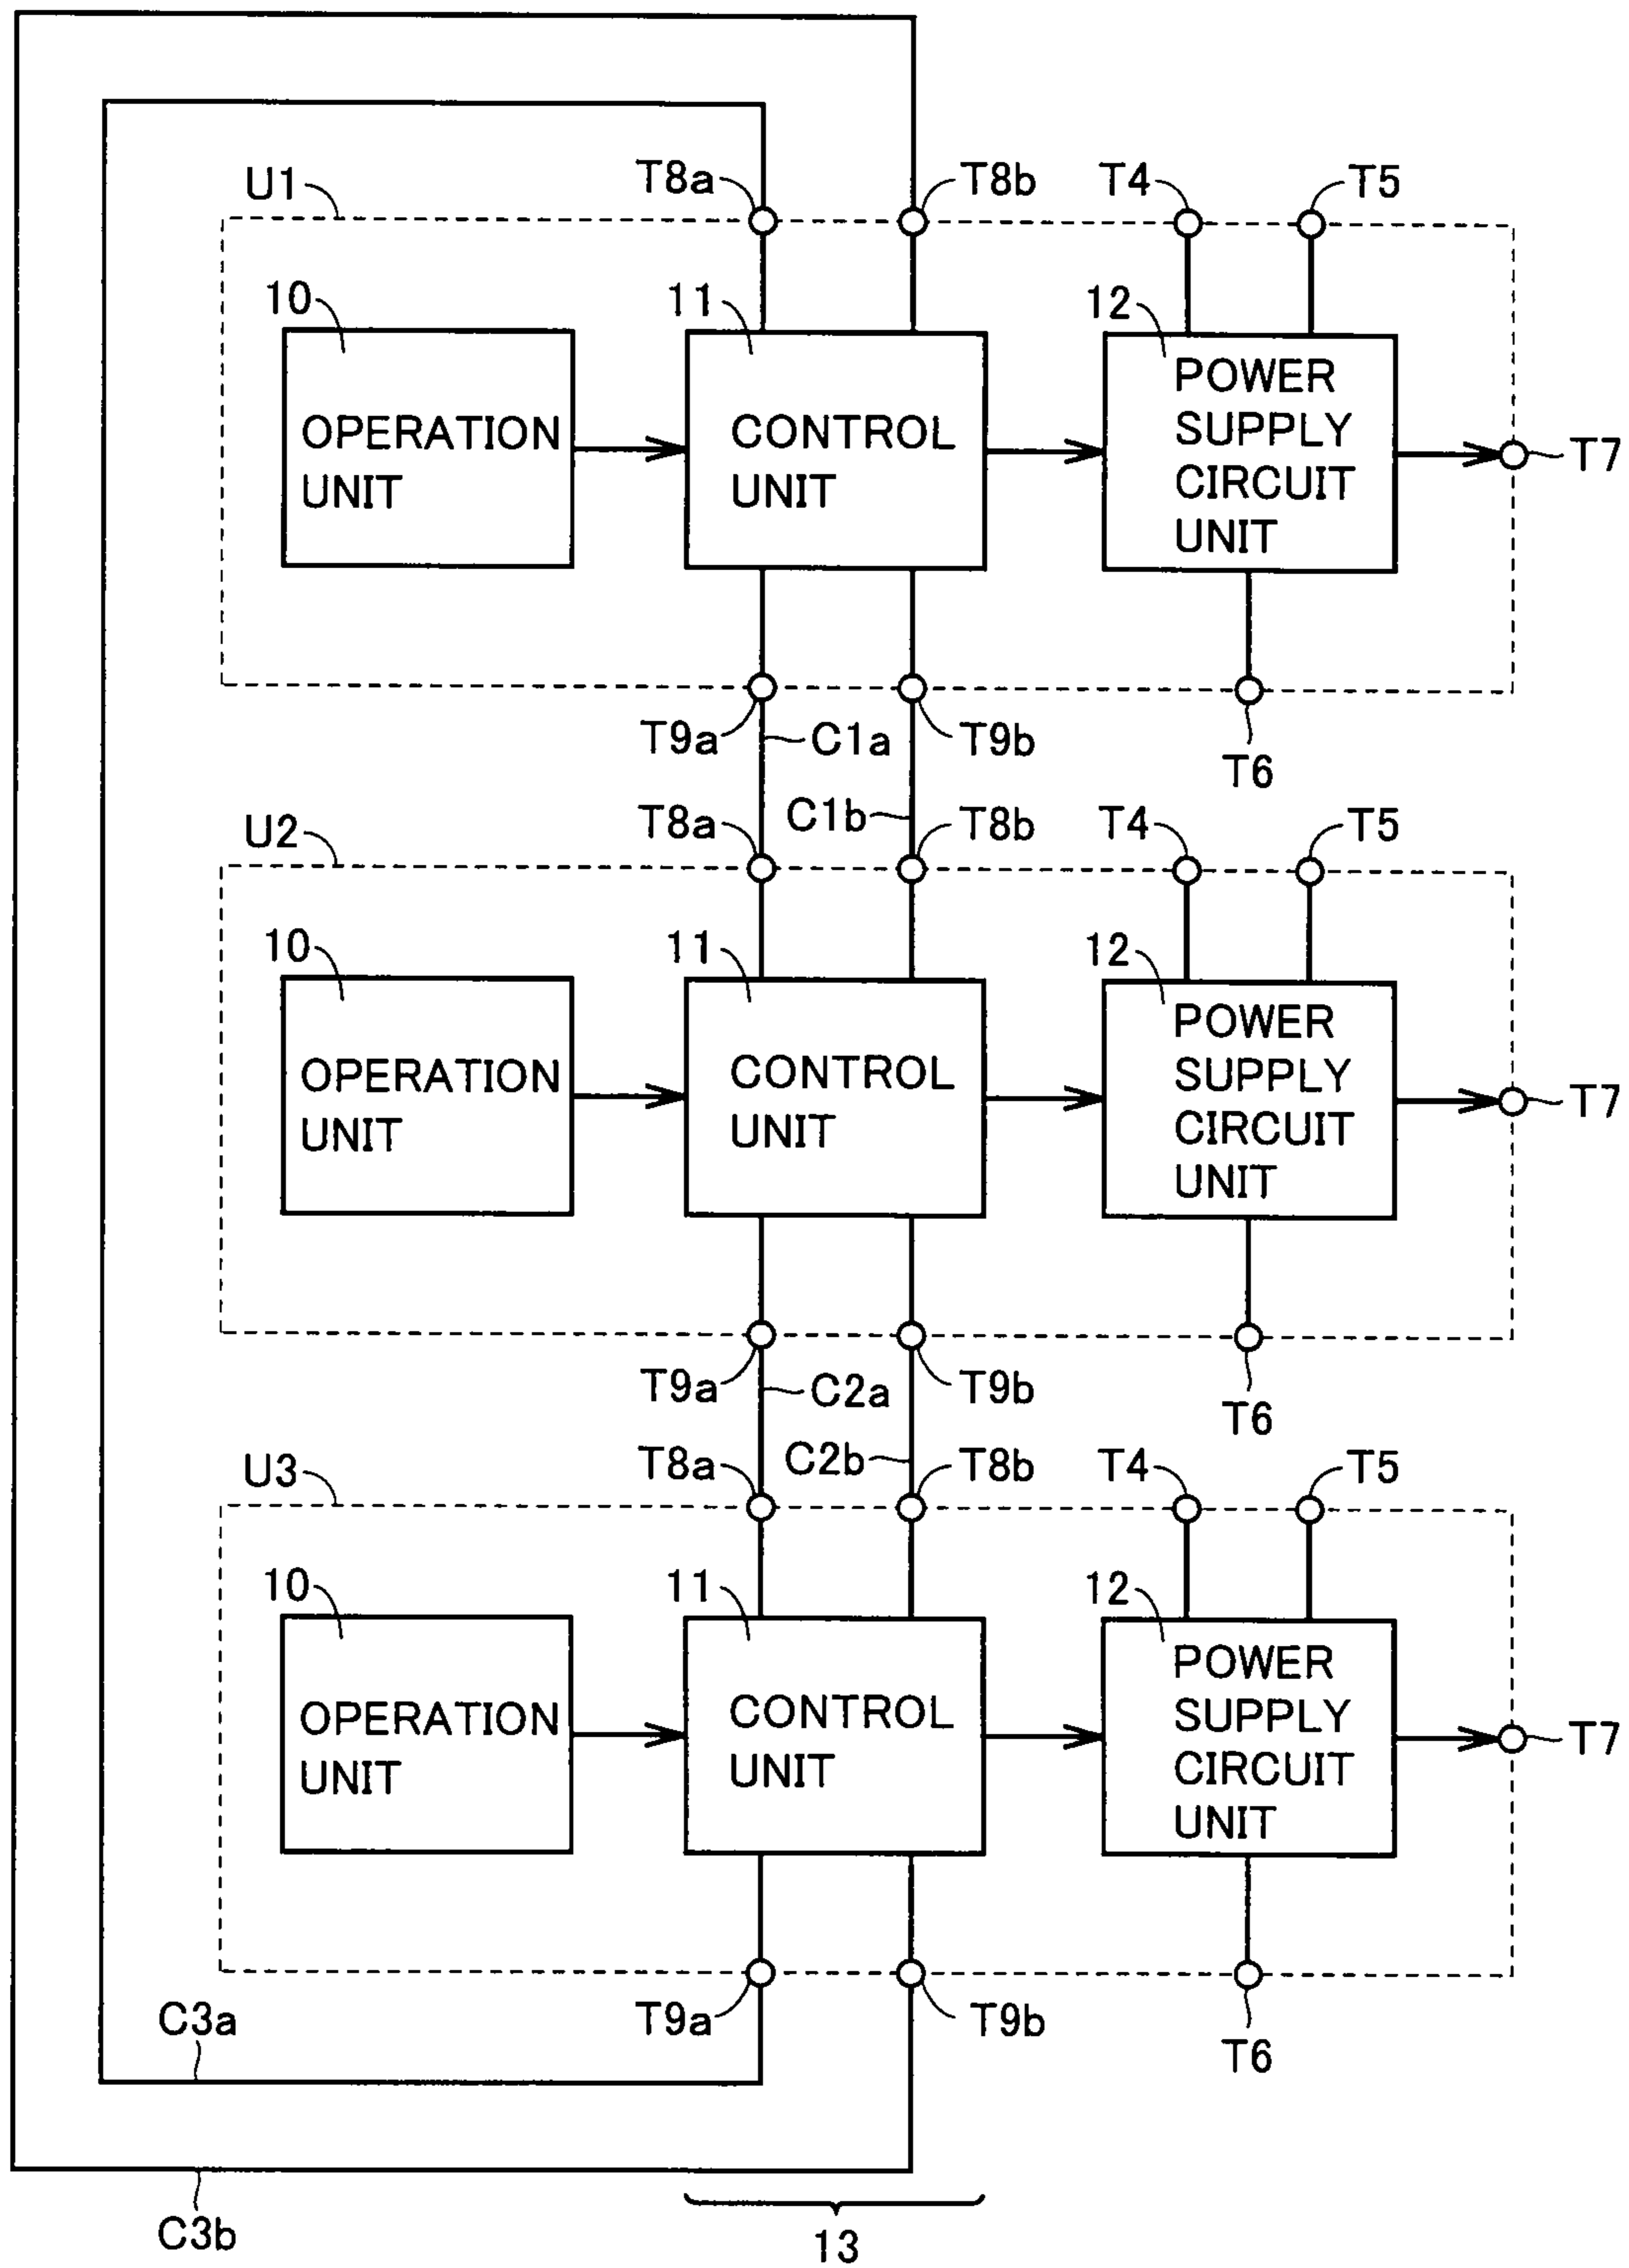 U1
T8a
T8b
T4
T5
10
11
12
OPERATION
UNIT
CONTROL
UNIT
POWER
SUPPLY
CIRCUIT
UNIT
T7
T9a
C1a
T9b
T6
C1b
U2
T8a
T8b
T4
T5
10
11
12
OPERATION
UNIT
CONTROL
UNIT
POWER
SUPPLY
CIRCUIT
UNIT
T7
T9a
C2a
T9b
T6
C2b
U3
T8a
T8b
T4
T5
10
11
12
OPERATION
UNIT
CONTROL
UNIT
POWER
SUPPLY
CIRCUIT
UNIT
T7
T9a
T9b
T6
C3a
C3b
13